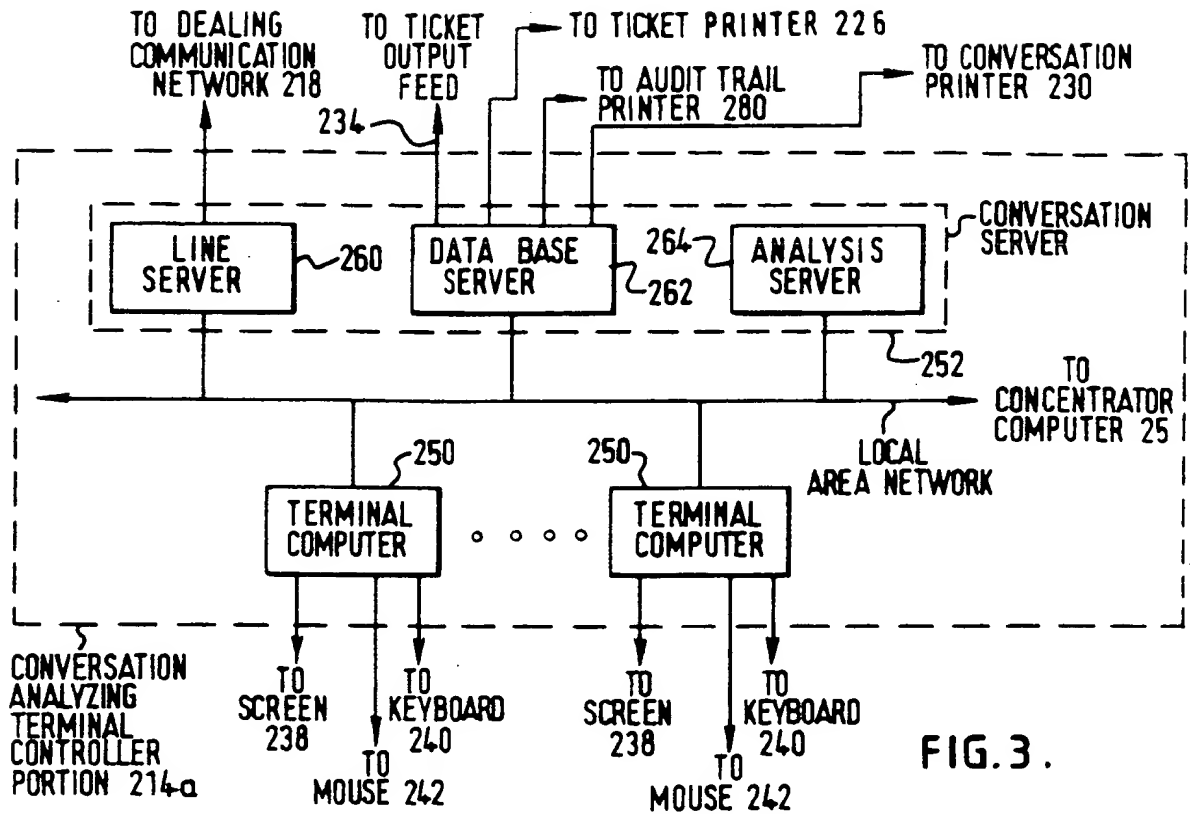 TO DEALING
COMMUNICATION
NETWORK 218
TO TICKET
OUTPUT
FEED
234
TO TICKET PRINTER 226
TO AUDIT TRAIL
PRINTER 280
TO CONVERSATION
PRINTER 230
LINE
SERVER
260
DATA BASE
SERVER
262
264
ANALYSIS
SERVER
CONVERSATION
SERVER
252
TO
CONCENTRATOR
COMPUTER 25
LOCAL
AREA NETWORK
250
TERMINAL
COMPUTER
250
TERMINAL
COMPUTER
CONVERSATION
ANALYZING
TERMINAL
CONTROLLER
PORTION 214a
TO
SCREEN
238
TO
MOUSE 242
TO
KEYBOARD
240
TO
SCREEN
238
TO
MOUSE 242
TO
KEYBOARD
240
FIG. 3.